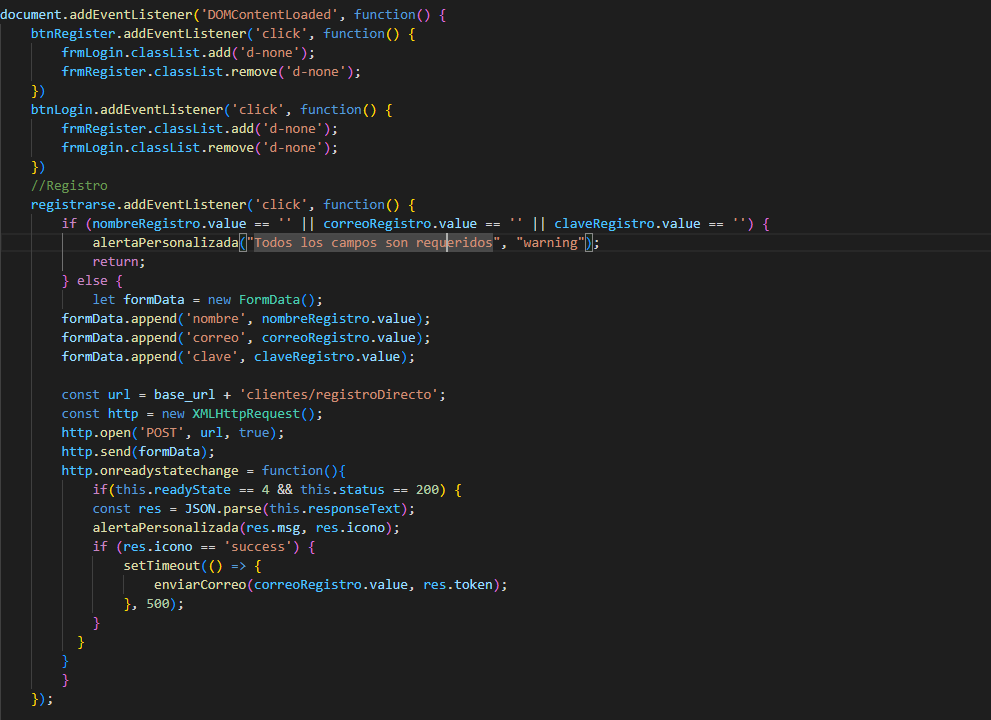 document.addEventListener('DOMContentLoaded', function() {
    btnRegister.addEventListener('click', function() {
        frmLogin.classList.add('d-none');
        frmRegister.classList.remove('d-none');
    })
    btnLogin.addEventListener('click', function() {
        frmRegister.classList.add('d-none');
        frmLogin.classList.remove('d-none');
    })
    //Registro
    registrarse.addEventListener('click', function() {
        if (nombreRegistro.value == '' || correoRegistro.value == '' || claveRegistro.value == '') {
            alertaPersonalizada("Todos los campos son requeridos", "warning");
            return;
        } else {
            let formData = new FormData();
        formData.append('nombre', nombreRegistro.value);
        formData.append('correo', correoRegistro.value);
        formData.append('clave', claveRegistro.value);

        const url = base_url + 'clientes/registroDirecto';
        const http = new XMLHttpRequest();
        http.open('POST', url, true);
        http.send(formData);
        http.onreadystatechange = function(){
            if(this.readyState == 4 && this.status == 200) {
            const res = JSON.parse(this.responseText);
            alertaPersonalizada(res.msg, res.icono);
            if (res.icono == 'success') {
                setTimeout(() => {
                    enviarCorreo(correoRegistro.value, res.token);
                }, 500);
            }
          }
        }
        }
    });